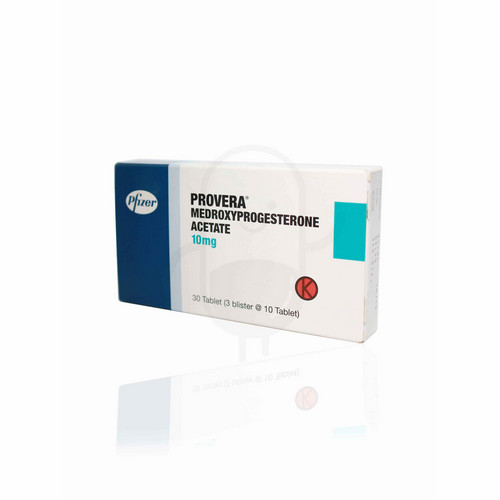 Pfizer
PROVERA®
MEDROXYPROGESTERONE
ACETATE
10mg
K
30 Tablet (3 blister @ 10 Tablet)